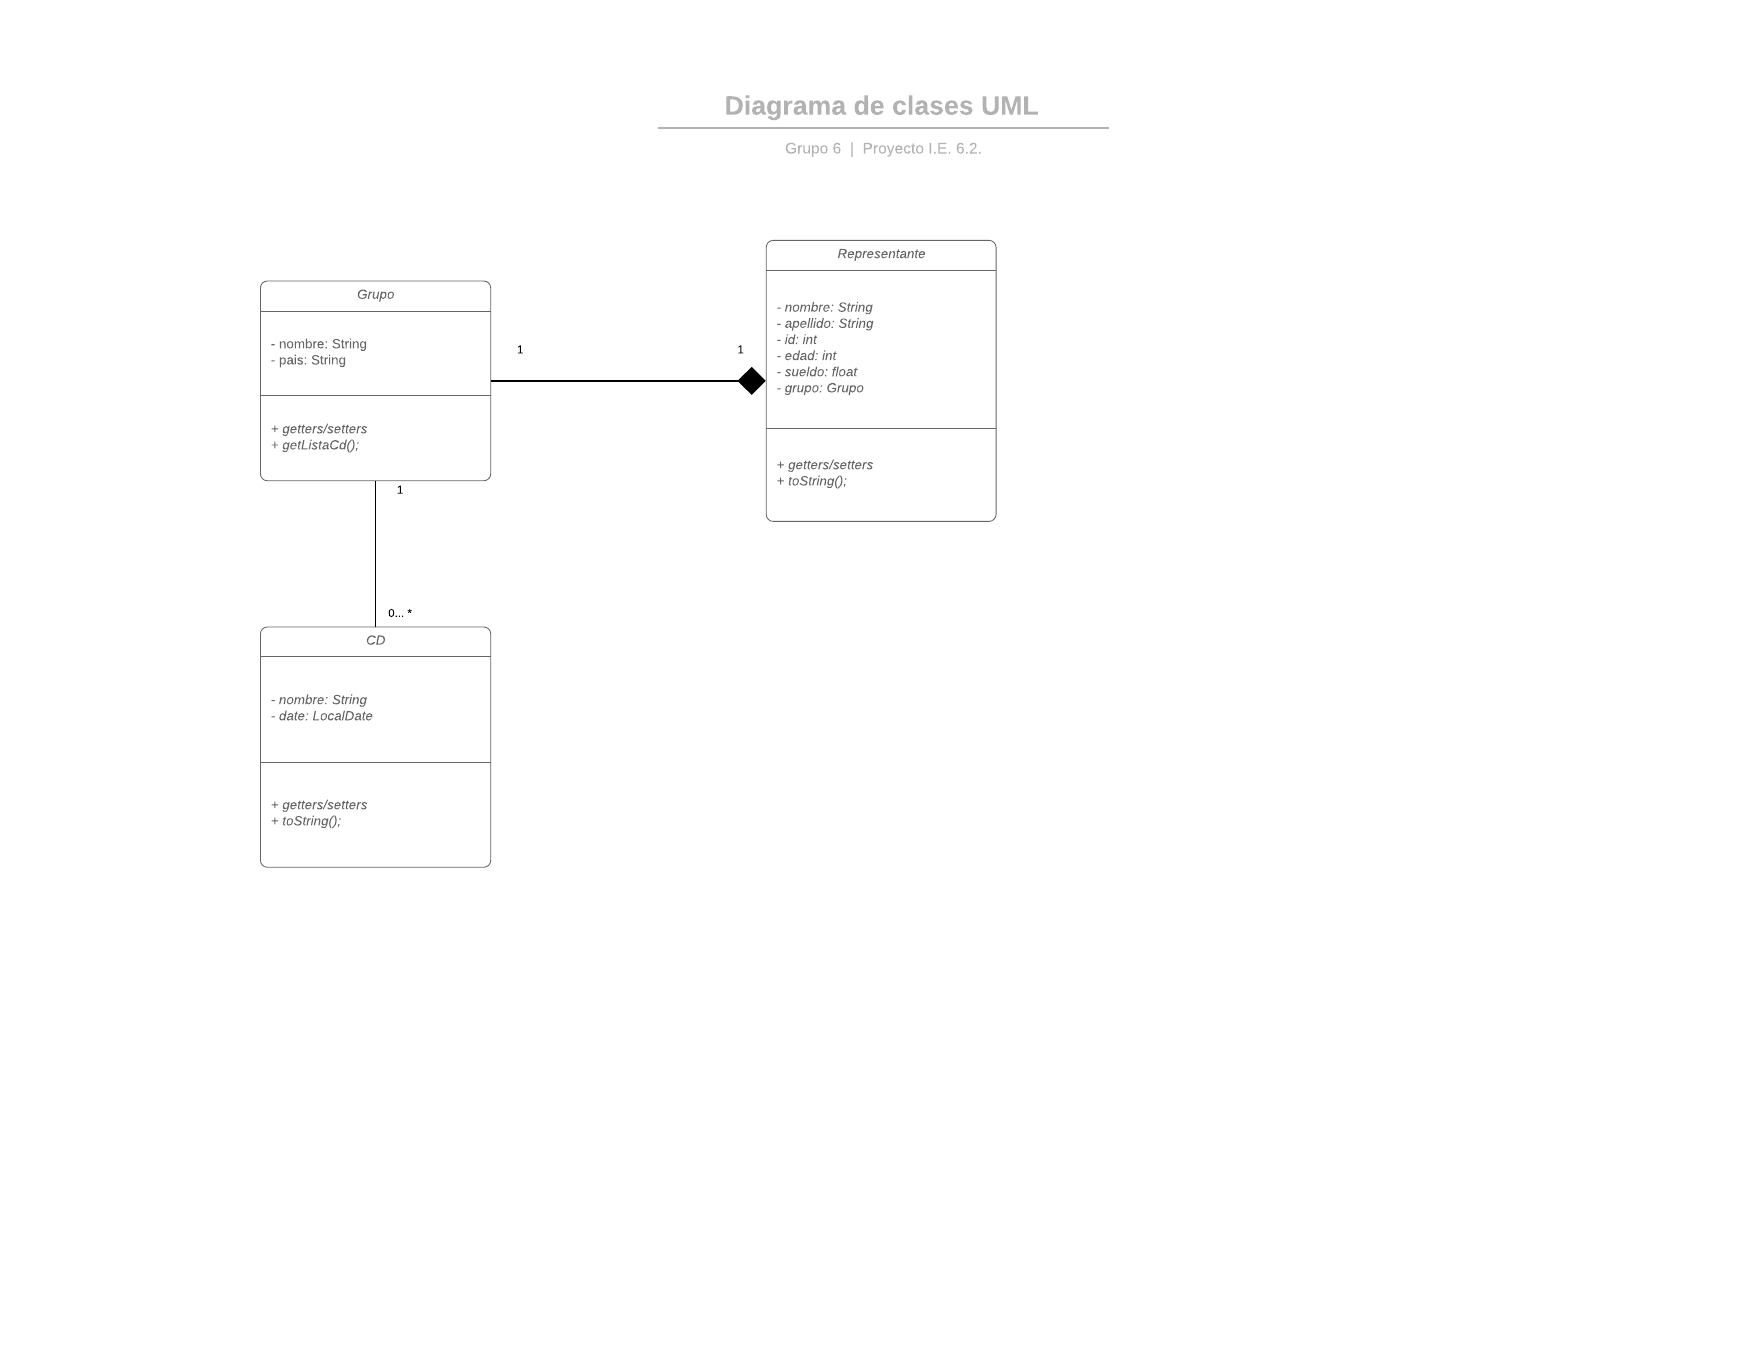 Diagrama de clases UML
Grupo 6 | Proyecto I.E. 6.2.
Grupo
- nombre: String
- pais: String
+ getters/setters
+ getListaCd();
1
1
Representante
- nombre: String
- apellido: String
- id: int
- edad: int
- sueldo: float
- grupo: Grupo
+ getters/setters
+ toString();
1
0... *
CD
- nombre: String
- date: LocalDate
+ getters/setters
+ toString();